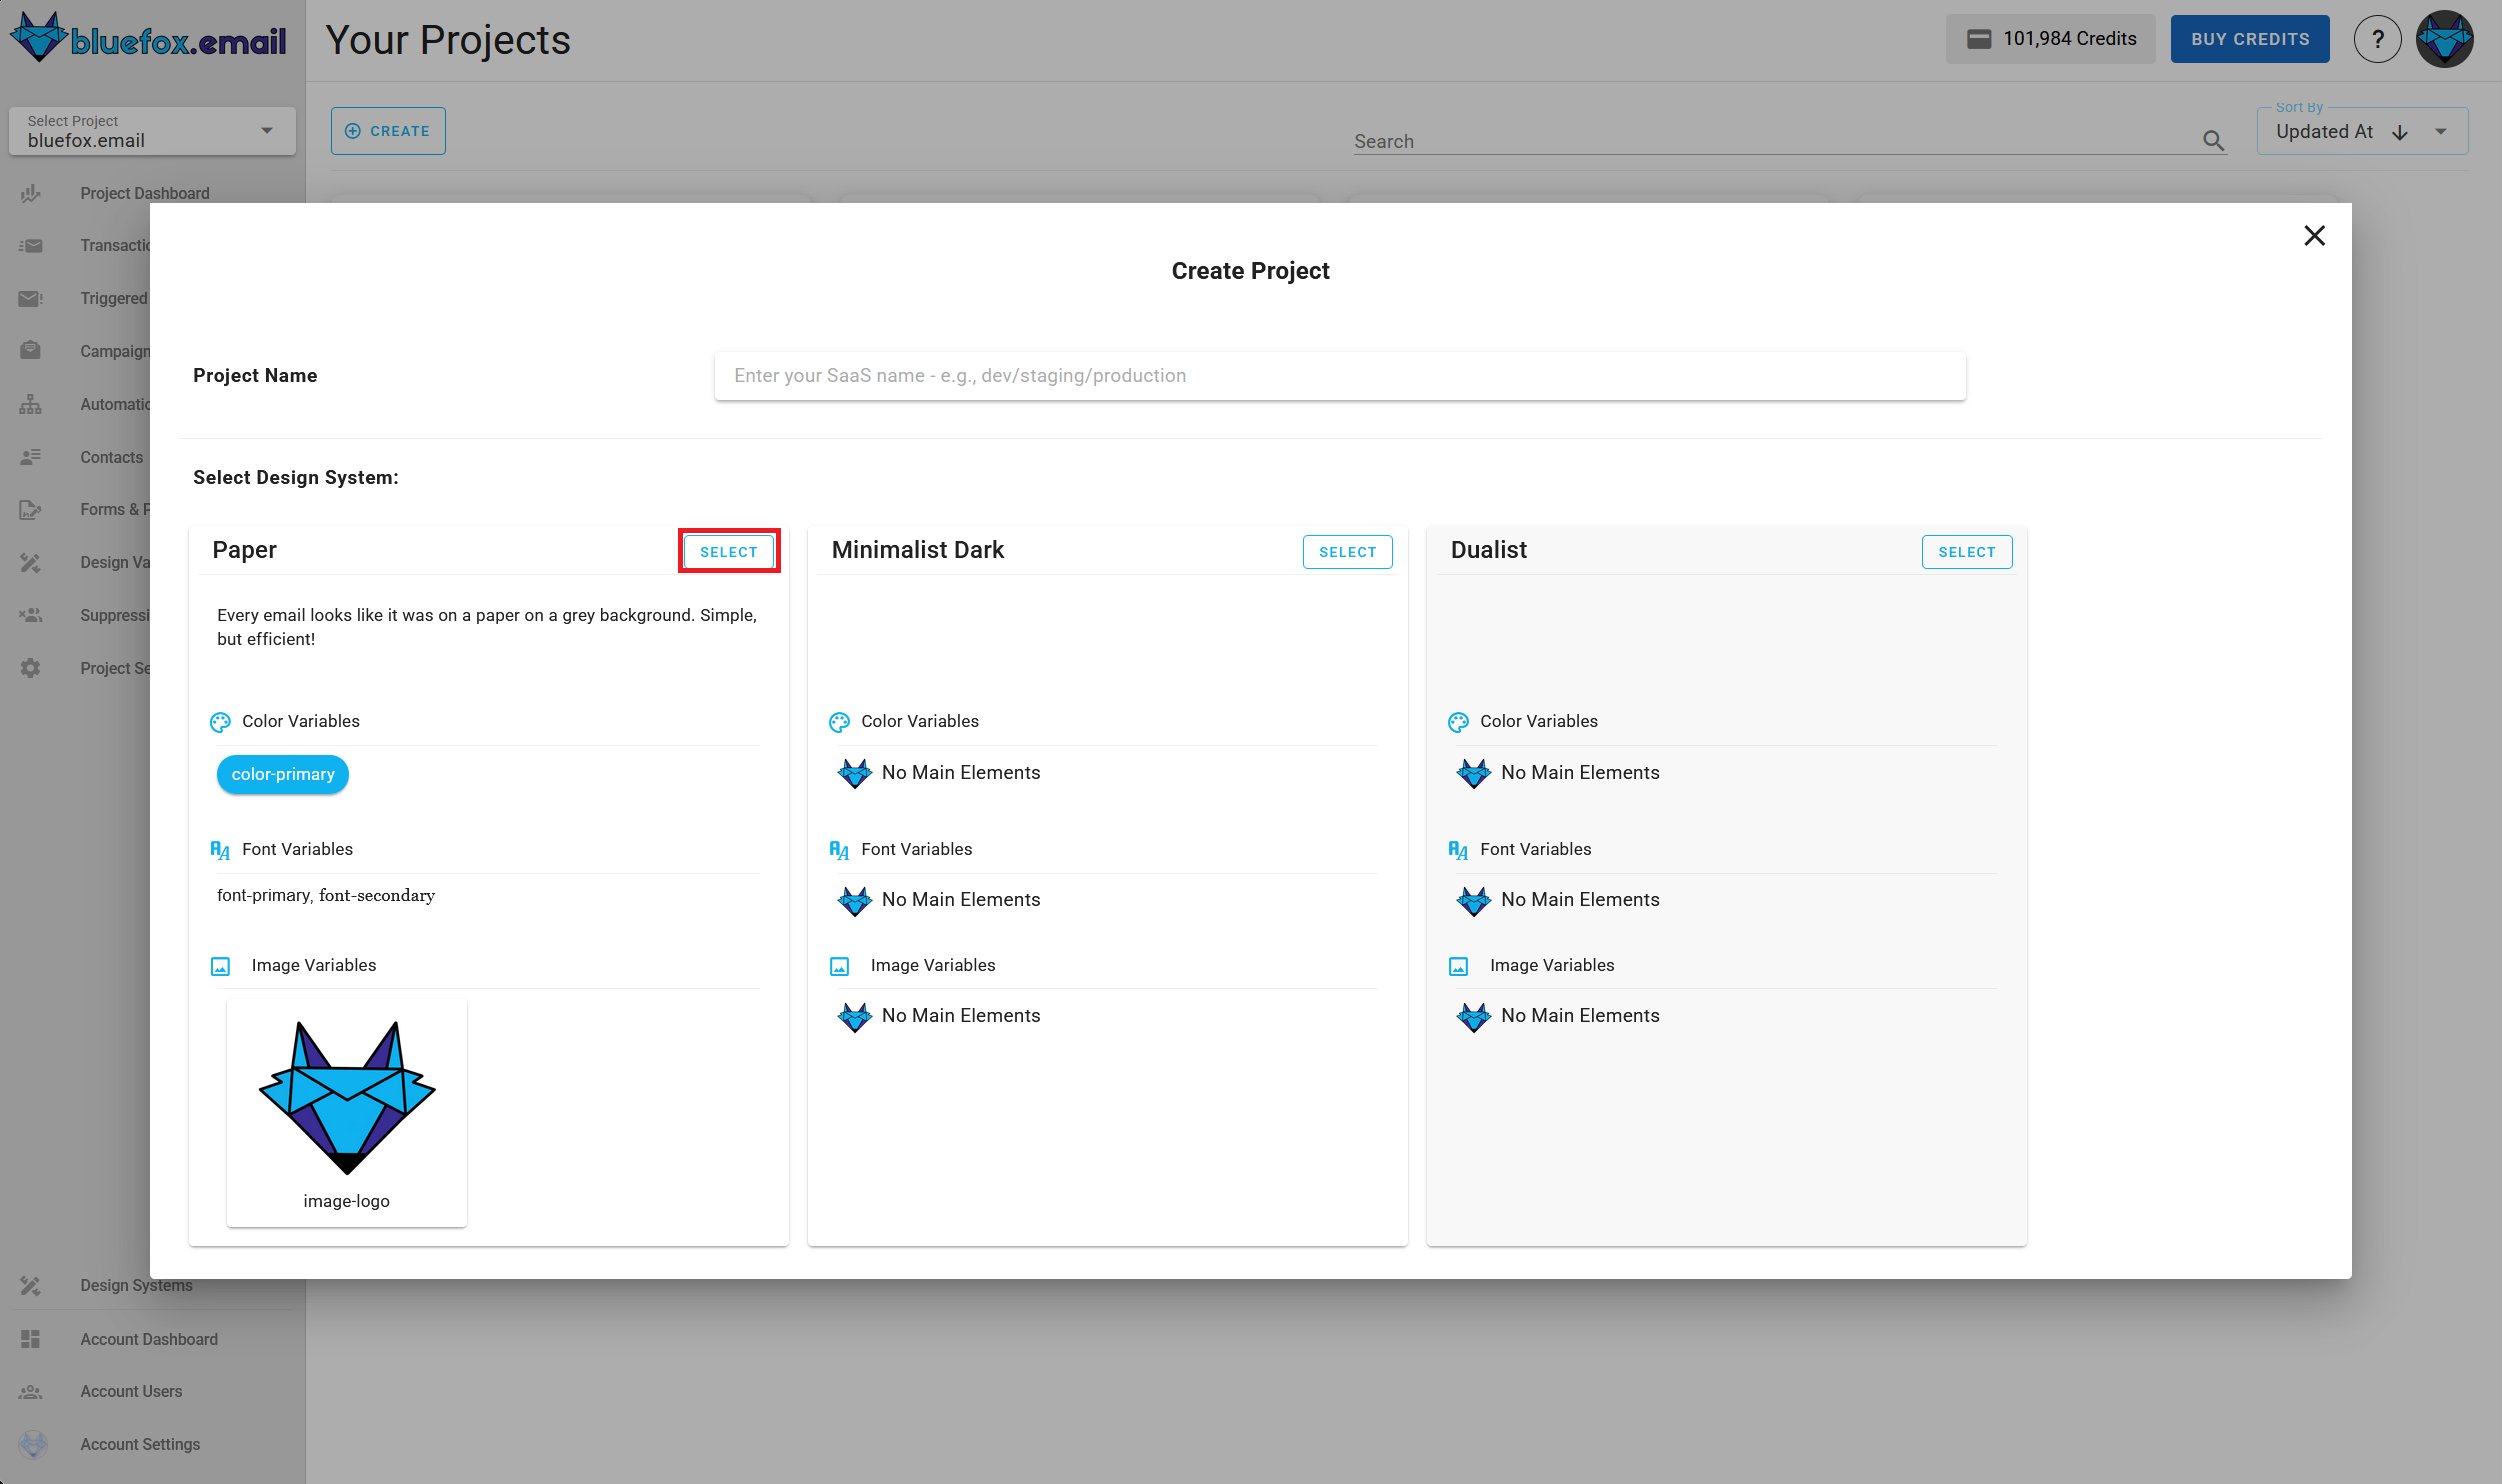 bluefox.email
Your Projects
101,984 Credits
BUY CREDITS
?
Select Project
bluefox.email
CREATE
Search
Sort By
Updated At
Project Dashboard
Transactio
Triggered
Campaign
Automatic
Contacts
Forms & P
Design Va
Suppressi
Project Se
Design Systems
Account Dashboard
Account Users
Account Settings
Create Project
Project Name
Enter your SaaS name - e.g., dev/staging/production
Select Design System:
Paper
SELECT
Every email looks like it was on a paper on a grey background. Simple,
but efficient!
Color Variables
color-primary
Font Variables
font-primary, font-secondary
Image Variables
image-logo
Minimalist Dark
SELECT
Color Variables
No Main Elements
Font Variables
No Main Elements
Image Variables
No Main Elements
Dualist
SELECT
Color Variables
No Main Elements
Font Variables
No Main Elements
Image Variables
No Main Elements